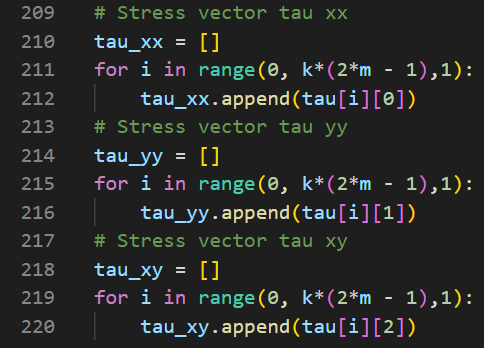 209 # Stress vector tau xx
210 tau_xx = []
211 for i in range(0, k*(2*m - 1),1):
212     tau_xx.append(tau[i][0])
213 # Stress vector tau yy
214 tau_yy = []
215 for i in range(0, k*(2*m - 1),1):
216     tau_yy.append(tau[i][1])
217 # Stress vector tau xy
218 tau_xy = []
219 for i in range(0, k*(2*m - 1),1):
220     tau_xy.append(tau[i][2])